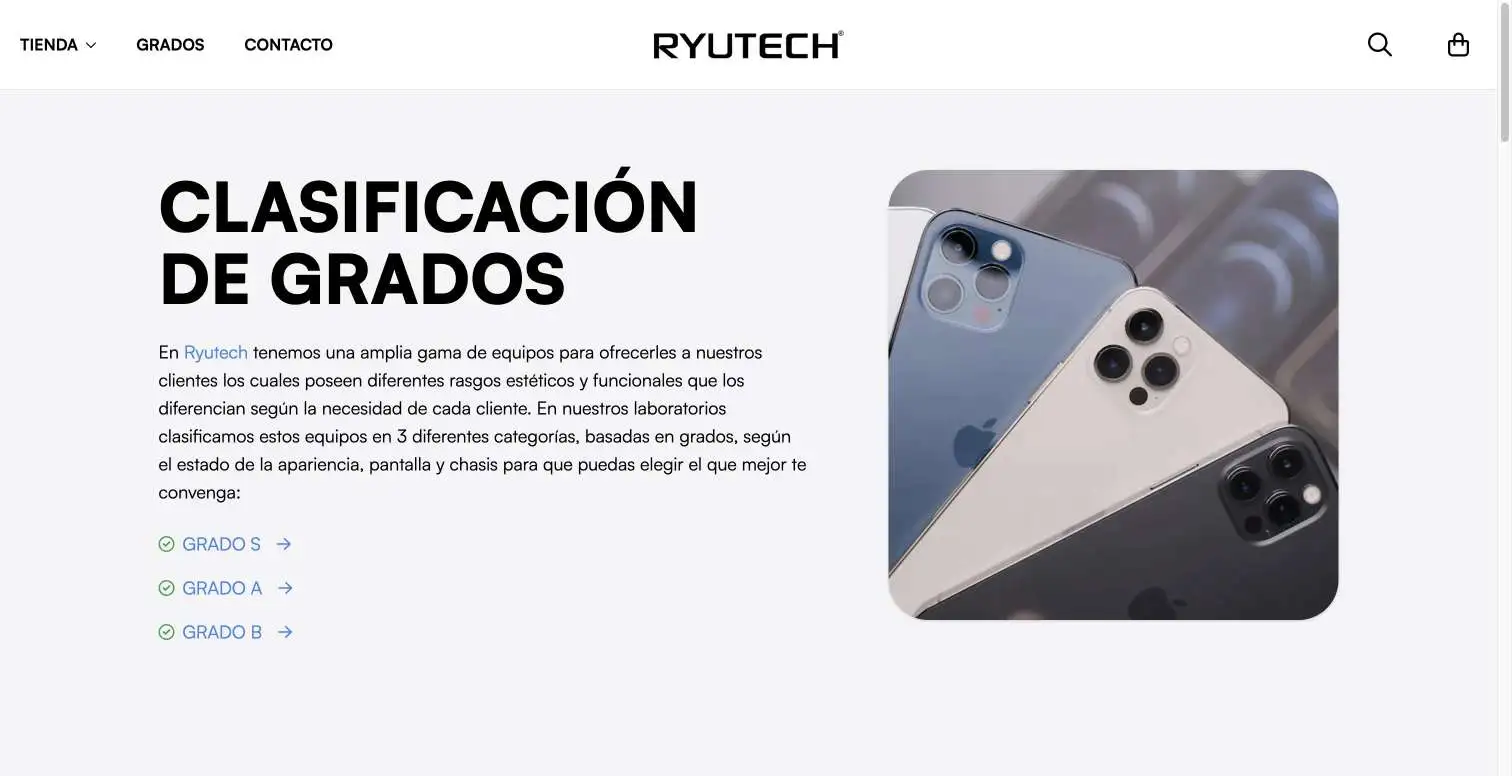 TIENDA
GRADOS
CONTACTO
RYUTECH®
CLASIFICACIÓN
DE GRADOS
En Ryutech tenemos una amplia gama de equipos para ofrecerles a nuestros
clientes los cuales poseen diferentes rasgos estéticos y funcionales que los
diferencian según la necesidad de cada cliente. En nuestros laboratorios
clasificamos estos equipos en 3 diferentes categorías, basadas en grados, según
el estado de la apariencia, pantalla y chasis para que puedas elegir el que mejor te
convenga:
GRADO S →
GRADO A →
GRADO B →